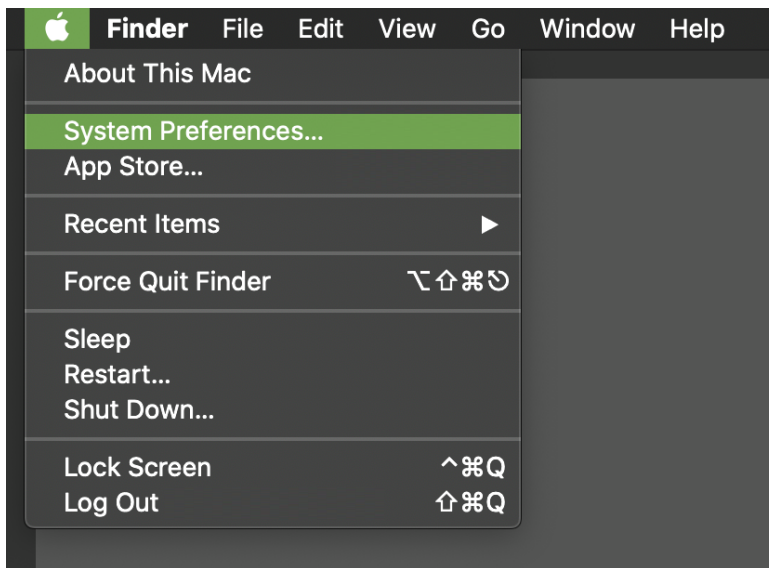 Finder File Edit View Go Window Help
About This Mac
System Preferences...
App Store...
Recent Items ▶
Force Quit Finder ⌥⇧⌘⎋
Sleep
Restart...
Shut Down...
Lock Screen ^⌘Q
Log Out ⇧⌘Q